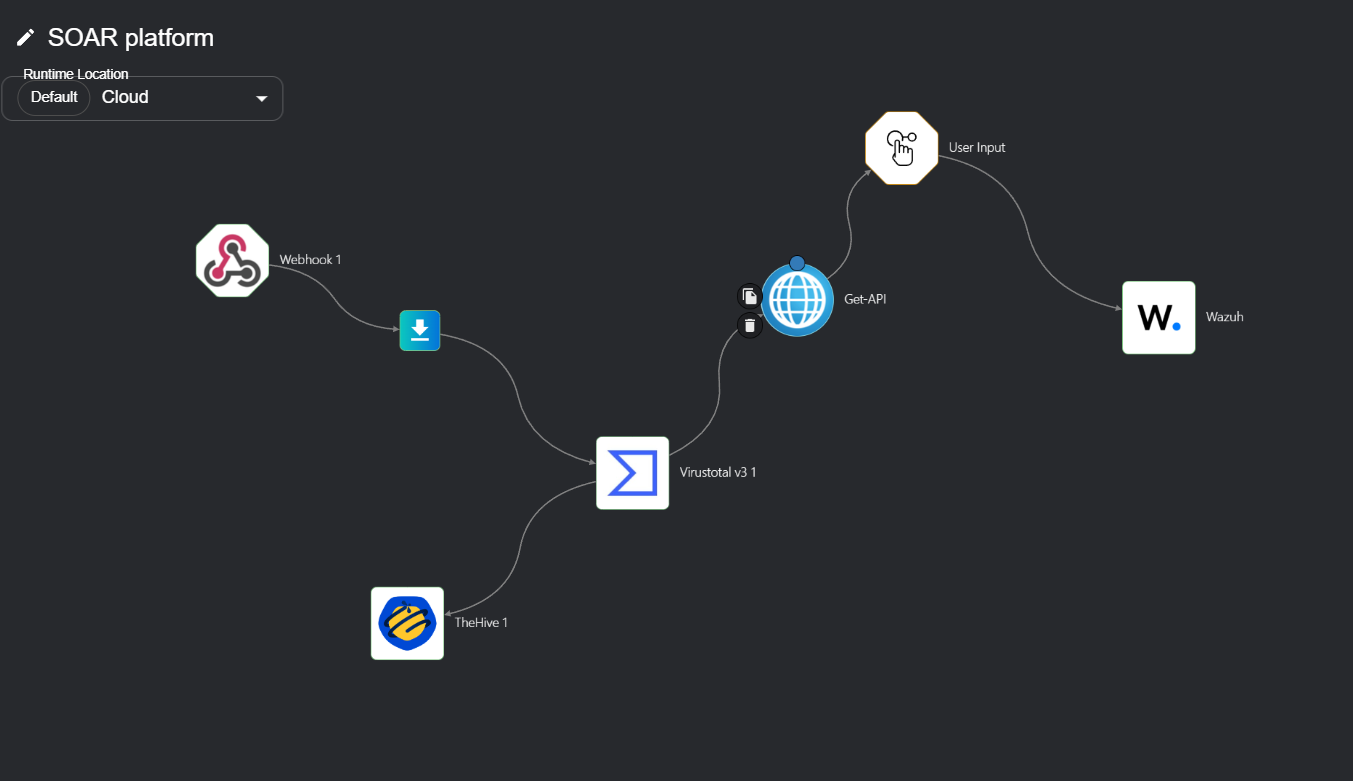 SOAR platform
Runtime Location
Default Cloud
User Input
Webhook 1
Get-API
W.
Wazuh
Virustotal v3 1
TheHive 1